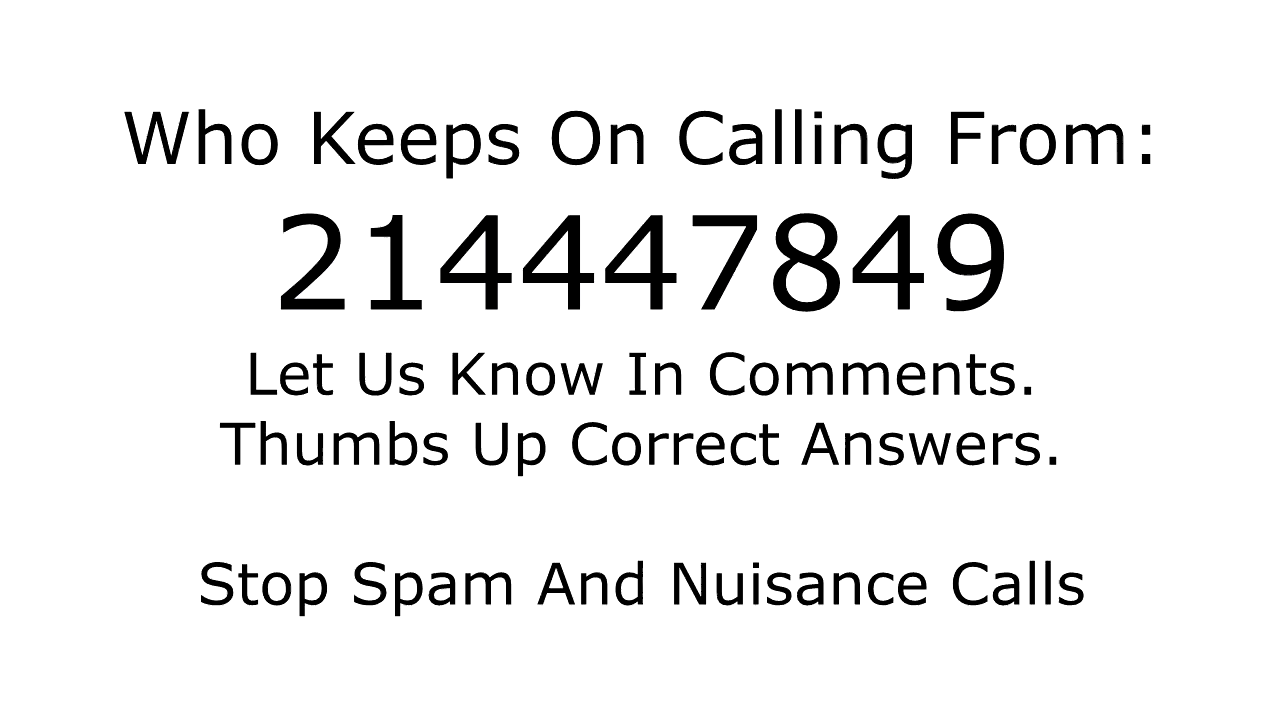 Who Keeps On Calling From:
214447849
Let Us Know In Comments.
Thumbs Up Correct Answers.
Stop Spam And Nuisance Calls